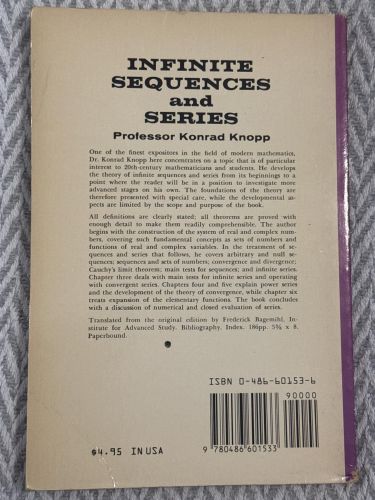 INFINITE
SEQUENCES
and
SERIES
Professor Konrad Knopp
One of the finest expositors in the field of modern mathematics,
Dr. Konrad Knopp here concentrates on a topic that is of particular
interest to 20th-century mathematicians and students. He develops
the theory of infinite sequences and series from its beginnings to a
point where the reader will be in a position to investigate more
advanced stages on his own. The foundations of the theory are
therefore presented with special care, while the developmental as-
pects are limited by the scope and purpose of the book.
All definitions are clearly stated; all theorems are proved with
enough detail to make them readily comprehensible. The author
begins with the construction of the system of real and complex num-
bers, covering such fundamental concepts as sets of numbers and
functions of real and complex variables. In the treatment of se-
quences and series that follows, he covers arbitrary and null se-
quences; sequences and sets of numbers; convergence and divergence;
Cauchy's limit theorem; main tests for sequences; and infinite series.
Chapter three deals with main tests for infinite series and operating
with convergent series. Chapters four and five explain power series
and the development of the theory of convergence, while chapter six
treats expansion of the elementary functions. The book concludes
with a discussion of numerical and closed evaluation of series.
Translated from the original edition by Frederick Bagemihl, In-
stitute for Advanced Study. Bibliography. Index. 186pp. 5⅜ x 8.
Paperbound.
ISBN 0-486-60153-6
90000
9 780486 601533
$4.95 IN USA